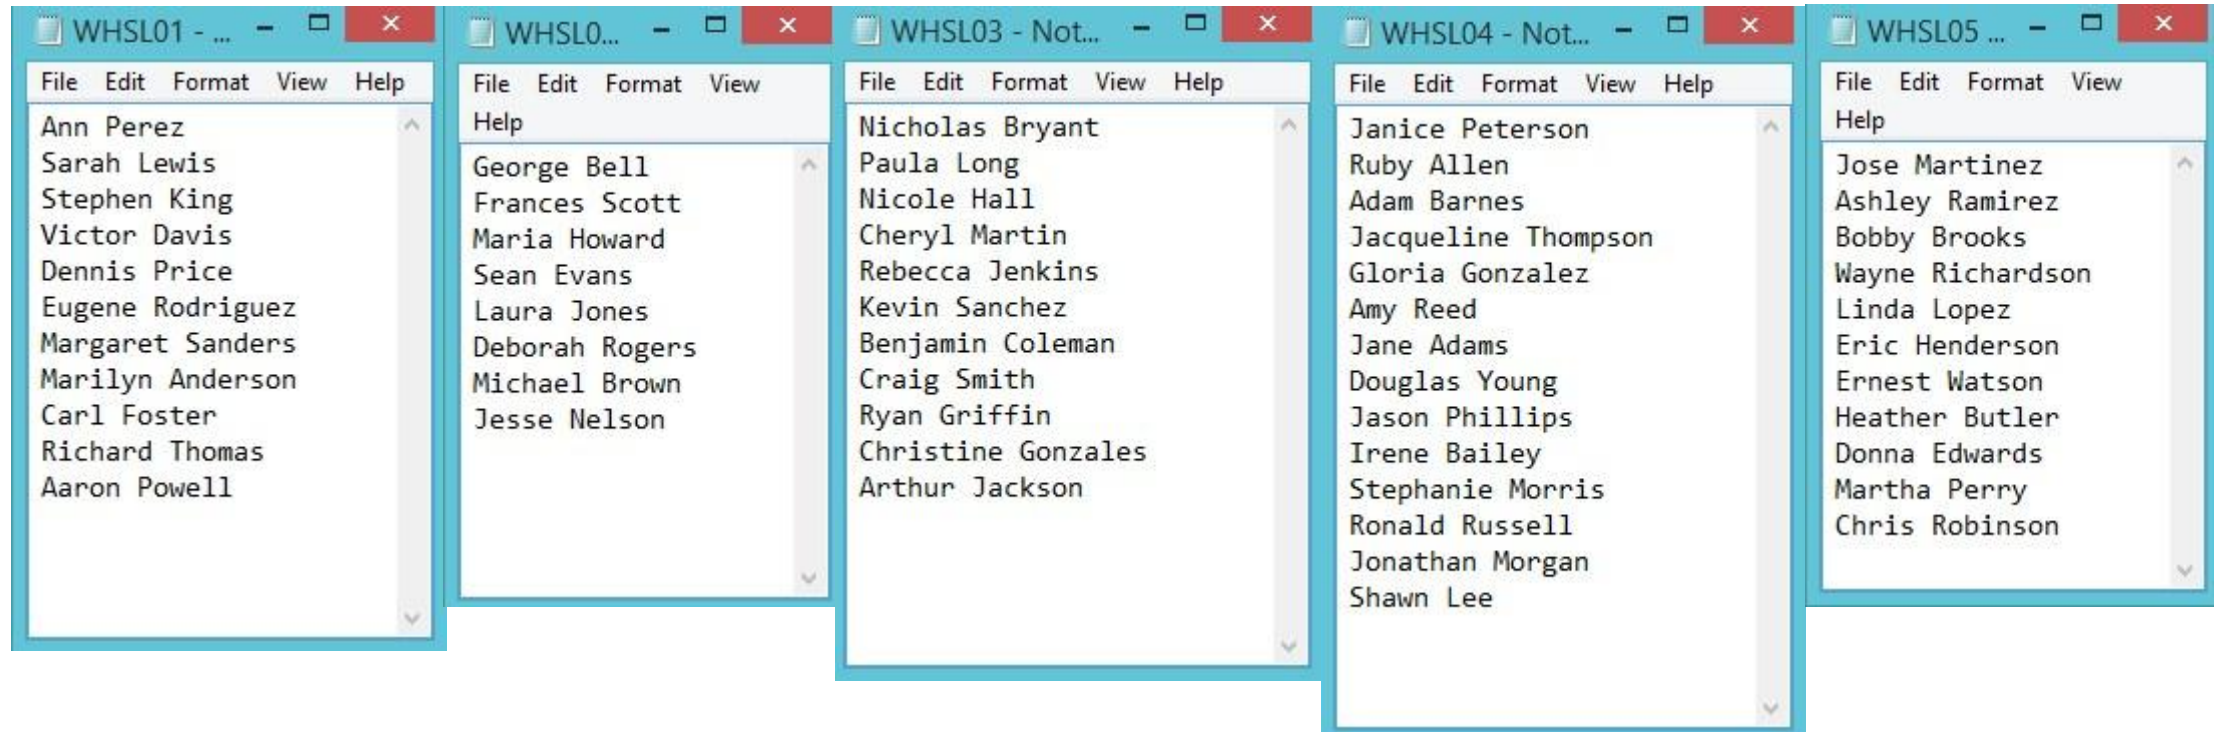 WHSL01 - ...
File Edit Format View Help
Ann Perez
Sarah Lewis
Stephen King
Victor Davis
Dennis Price
Eugene Rodriguez
Margaret Sanders
Marilyn Anderson
Carl Foster
Richard Thomas
Aaron Powell
WHSL0...
File Edit Format View
Help
George Bell
Frances Scott
Maria Howard
Sean Evans
Laura Jones
Deborah Rogers
Michael Brown
Jesse Nelson
WHSL03 - Not...
File Edit Format View Help
Nicholas Bryant
Paula Long
Nicole Hall
Cheryl Martin
Rebecca Jenkins
Kevin Sanchez
Benjamin Coleman
Craig Smith
Ryan Griffin
Christine Gonzales
Arthur Jackson
WHSL04 - Not...
File Edit Format View Help
Janice Peterson
Ruby Allen
Adam Barnes
Jacqueline Thompson
Gloria Gonzalez
Amy Reed
Jane Adams
Douglas Young
Jason Phillips
Irene Bailey
Stephanie Morris
Ronald Russell
Jonathan Morgan
Shawn Lee
WHSL05 ...
File Edit Format View
Help
Jose Martinez
Ashley Ramirez
Bobby Brooks
Wayne Richardson
Linda Lopez
Eric Henderson
Ernest Watson
Heather Butler
Donna Edwards
Martha Perry
Chris Robinson